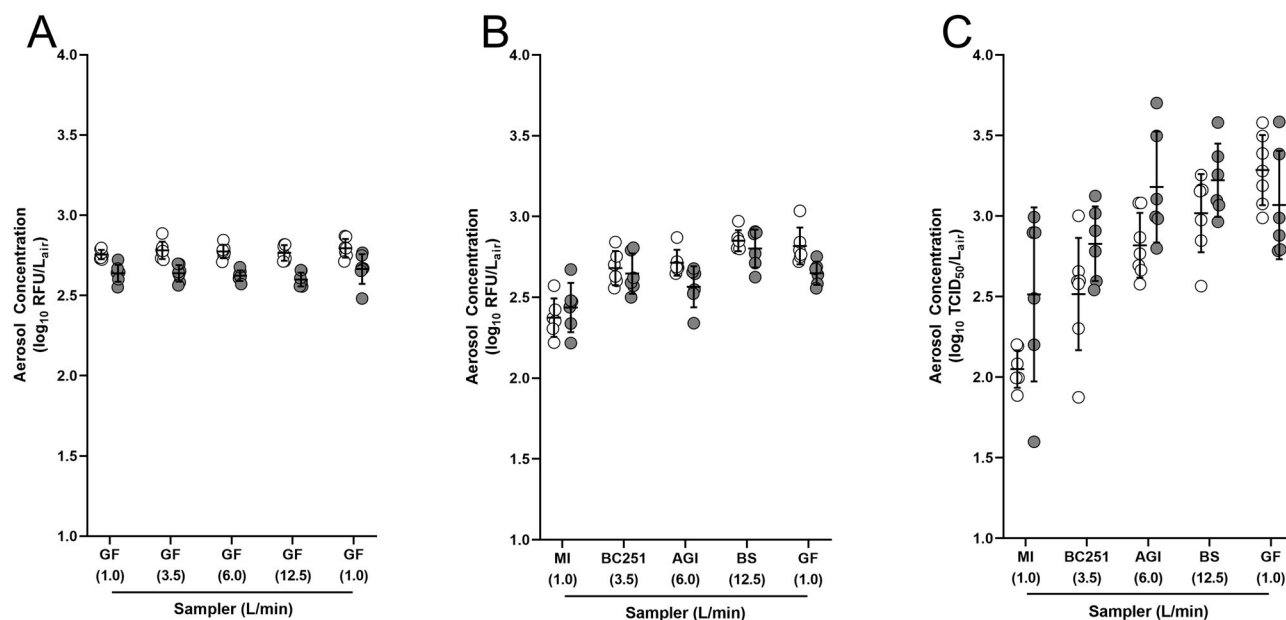 A
Aerosol Concentration
(log₁₀ RFU/Lair)
4.0
3.5
3.0
2.5
2.0
1.5
1.0
GF GF GF GF GF
(1.0) (3.5) (6.0) (12.5) (1.0)
Sampler (L/min)
B
Aerosol Concentration
(log₁₀ RFU/Lair)
4.0
3.5
3.0
2.5
2.0
1.5
1.0
MI BC251 AGI BS GF
(1.0) (3.5) (6.0) (12.5) (1.0)
Sampler (L/min)
C
Aerosol Concentration
(log₁₀ TCID₅₀/Lair)
4.0
3.5
3.0
2.5
2.0
1.5
1.0
MI BC251 AGI BS GF
(1.0) (3.5) (6.0) (12.5) (1.0)
Sampler (L/min)